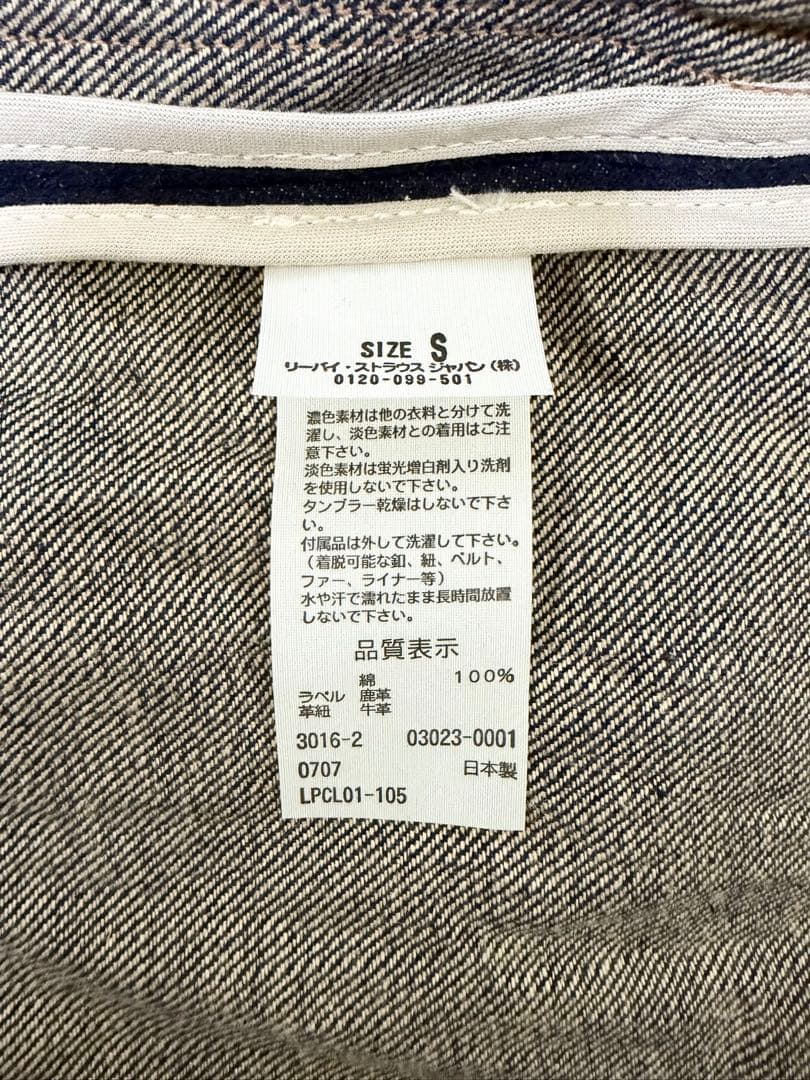 SIZE S
リーバイ・ストラウス ジャパン(株)
0120-099-501
濃色素材は他の衣料と分けて洗
濯し、淡色素材との着用はご注
意下さい。
淡色素材は蛍光増白剤入り洗剤
を使用しないで下さい。
タンブラー乾燥はしないで下さ
い。
付属品は外して洗濯して下さい。
(着脱可能な釦、紐、ベルト、
ファー、ライナー等)
水や汗で濡れたまま長時間放置
しないで下さい。
品質表示
綿 100%
ラベル 鹿革
革紐 牛革
3016-2 03023-0001
0707 日本製
LPCL01-105